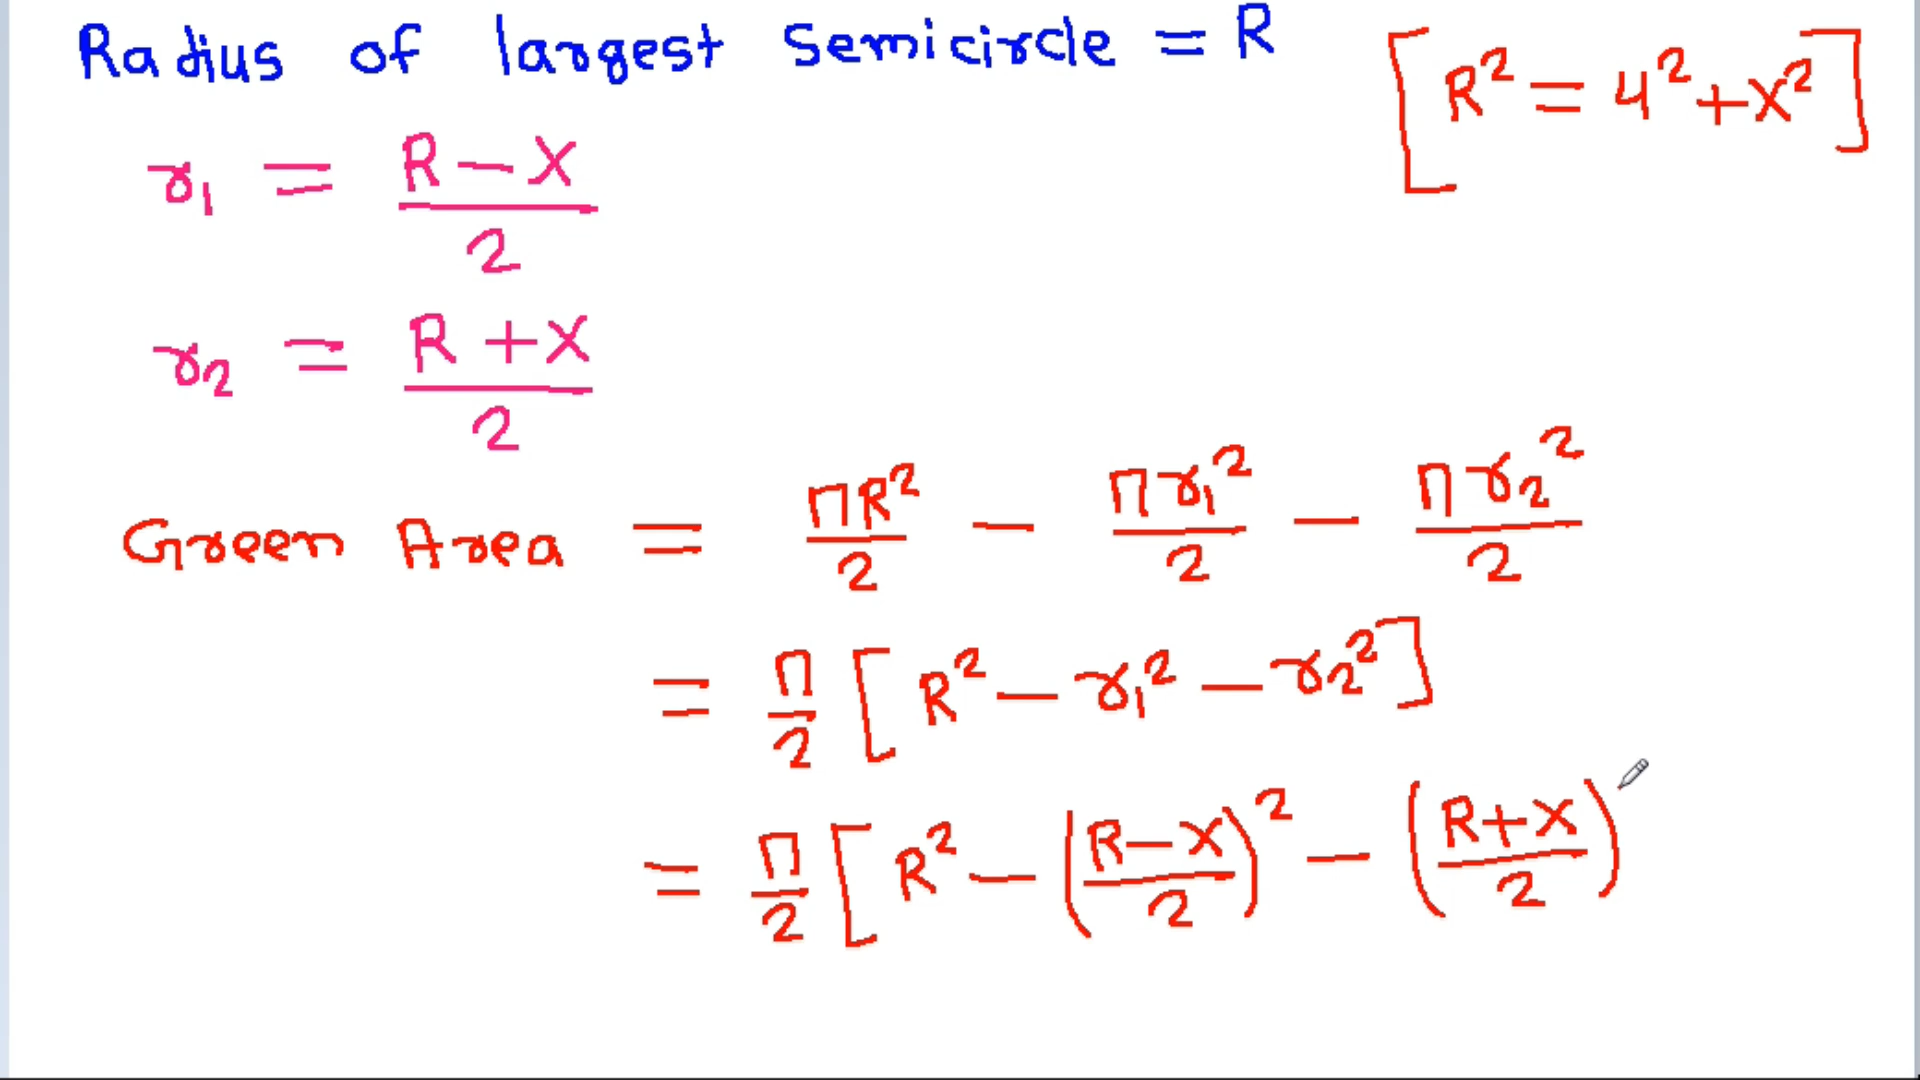 Radius of largest Semicircle = R
[R² = 4² + x²]
r₁ = (R − x)/2
r₂ = (R + x)/2
Green Area = πR²/2 − πr₁²/2 − πr₂²/2
= π/2 [R² − r₁² − r₂²]
= π/2 [R² − ((R − x)/2)² − ((R + x)/2)